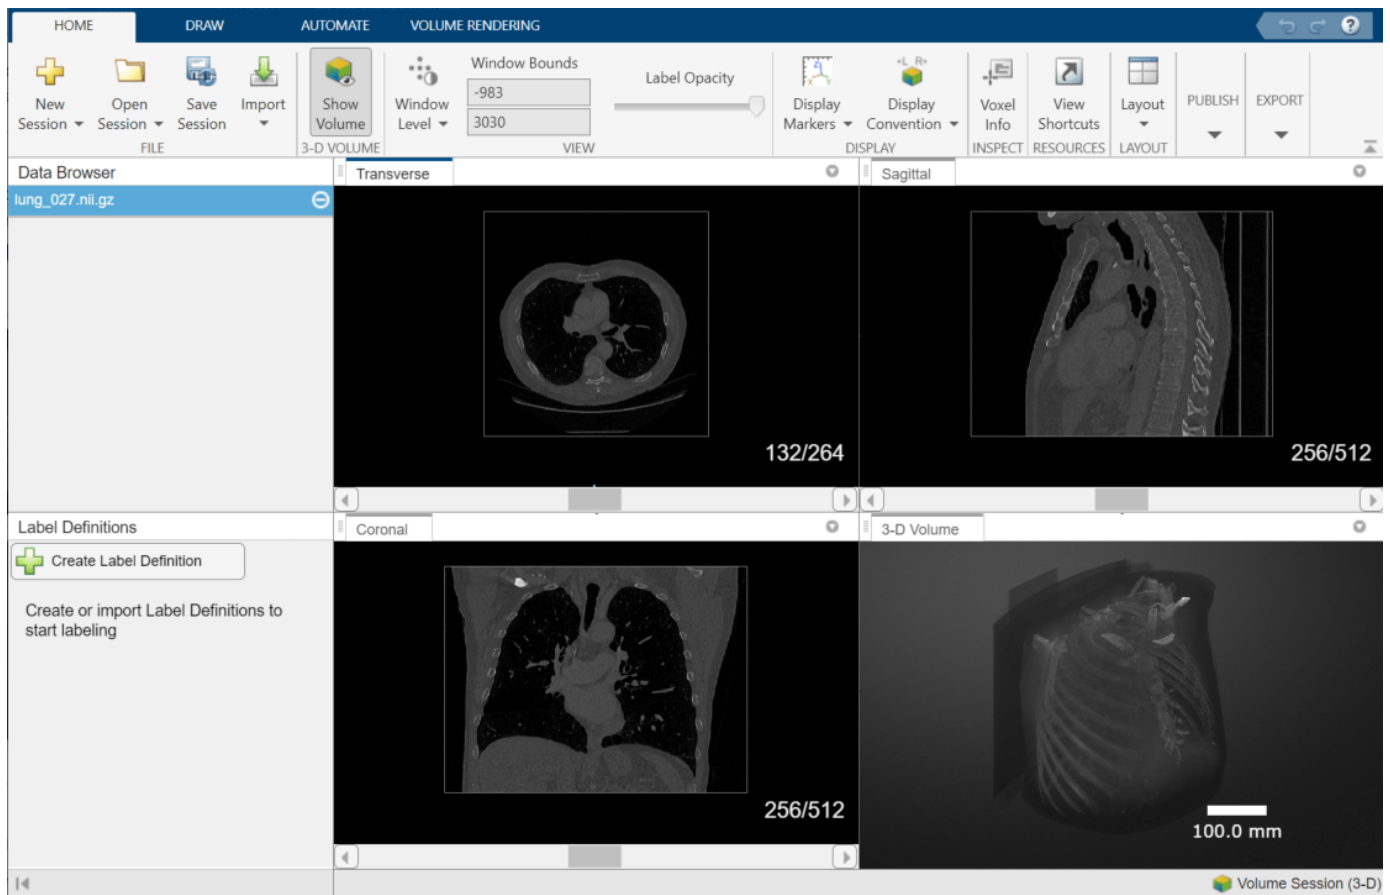 HOME DRAW AUTOMATE VOLUME RENDERING ?
New Session
Open Session
Save Session
Import
FILE
Show Volume
3-D VOLUME
Window Level
Window Bounds
-983
3030
Label Opacity
VIEW
Display Markers
L R
Display Convention
DISPLAY
Voxel Info
INSPECT
View Shortcuts
RESOURCES
Layout
LAYOUT
PUBLISH
EXPORT
Data Browser
lung_027.nii.gz
Transverse
132/264
Sagittal
256/512
Label Definitions
Create Label Definition
Create or import Label Definitions to
start labeling
Coronal
256/512
3-D Volume
100.0 mm
Volume Session (3-D)